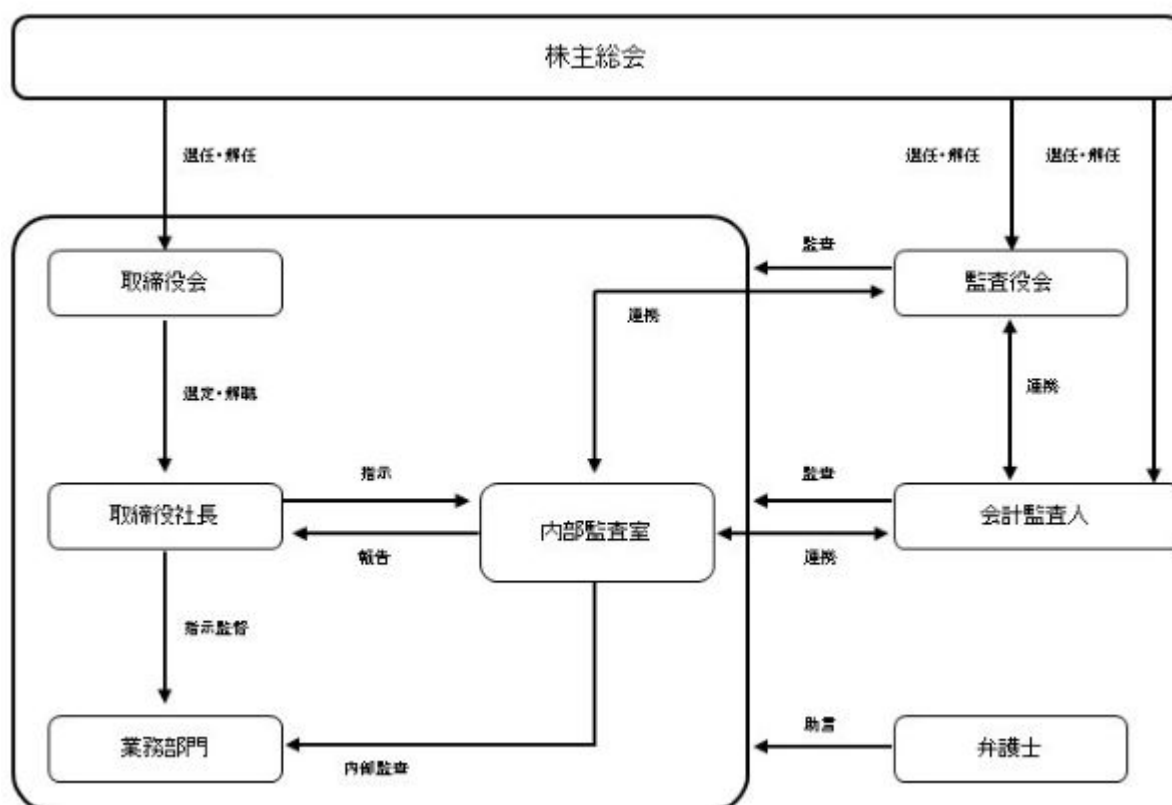 株主総会
選任・解任
選任・解任
選任・解任
取締役会
監査
監査役会
連携
選定・解職
連携
指示
監査
取締役社長
内部監査室
会計監査人
報告
連携
指示監督
業務部門
内部監査
助言
弁護士